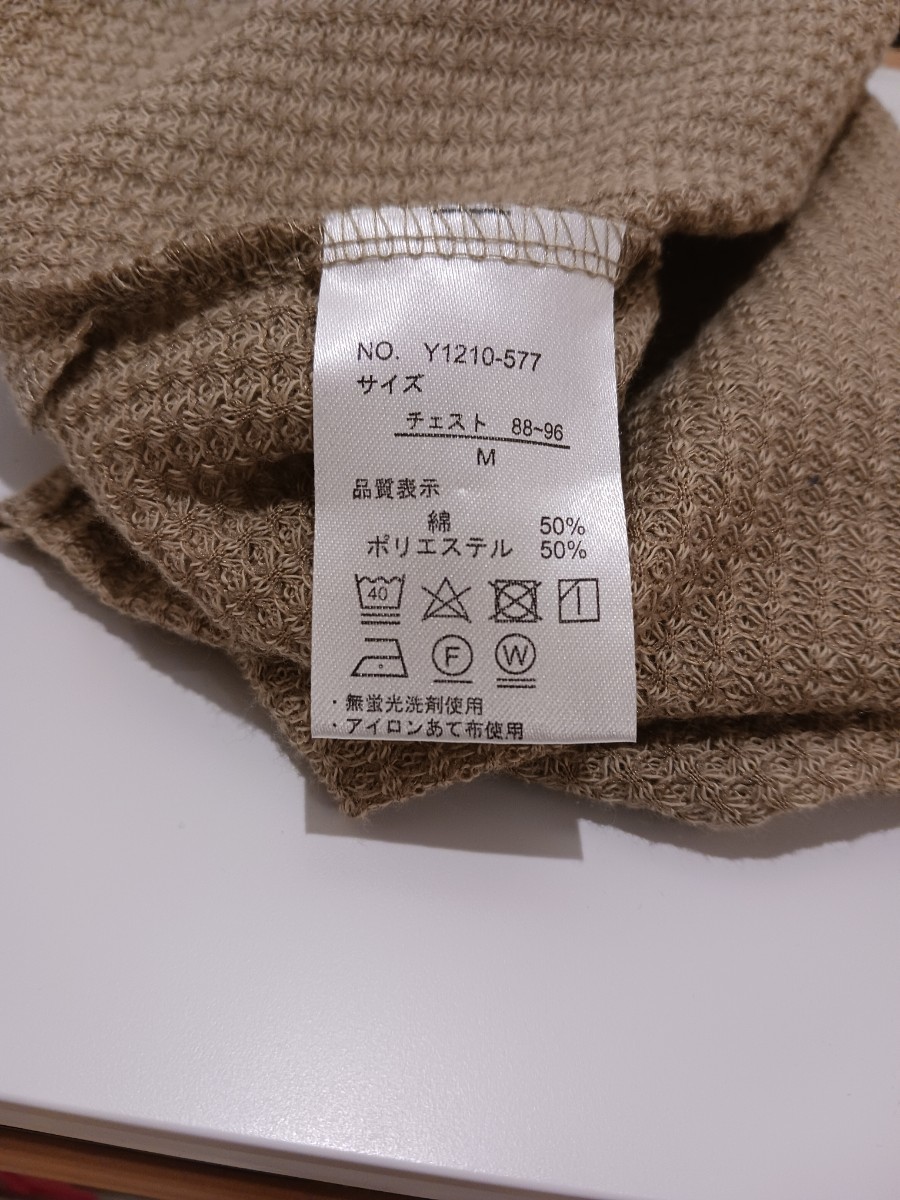 NO. Y1210-577
サイズ
チェスト 88~96
M
品質表示
綿 50%
ポリエステル 50%
40
F W
・無蛍光洗剤使用
・アイロンあて布使用